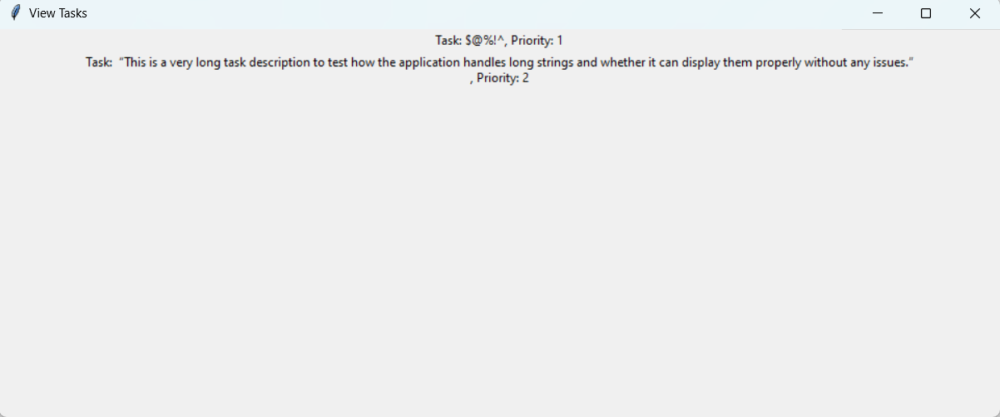 View Tasks
Task: $@%!^, Priority: 1
Task:  "This is a very long task description to test how the application handles long strings and whether it can display them properly without any issues."
, Priority: 2